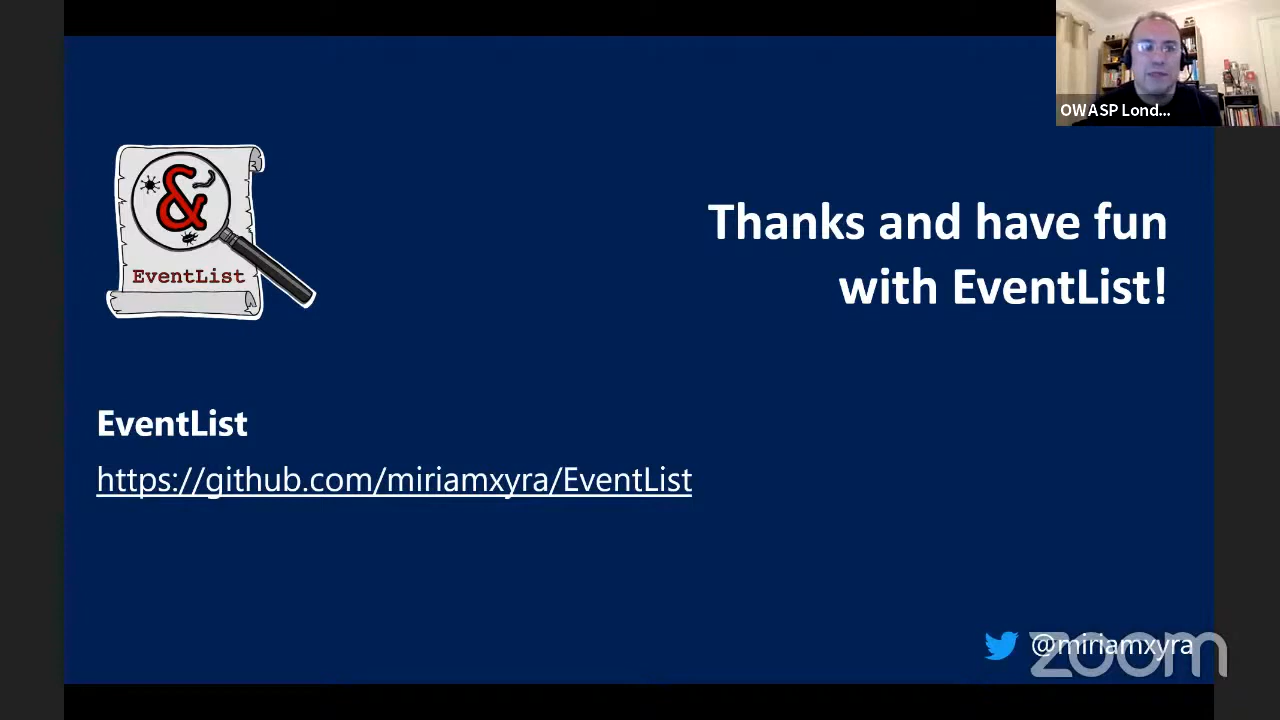 OWASP Lond...
&
EventList
Thanks and have fun
with EventList!
EventList
https://github.com/miriamxyra/EventList
@miriamxyra
zoom